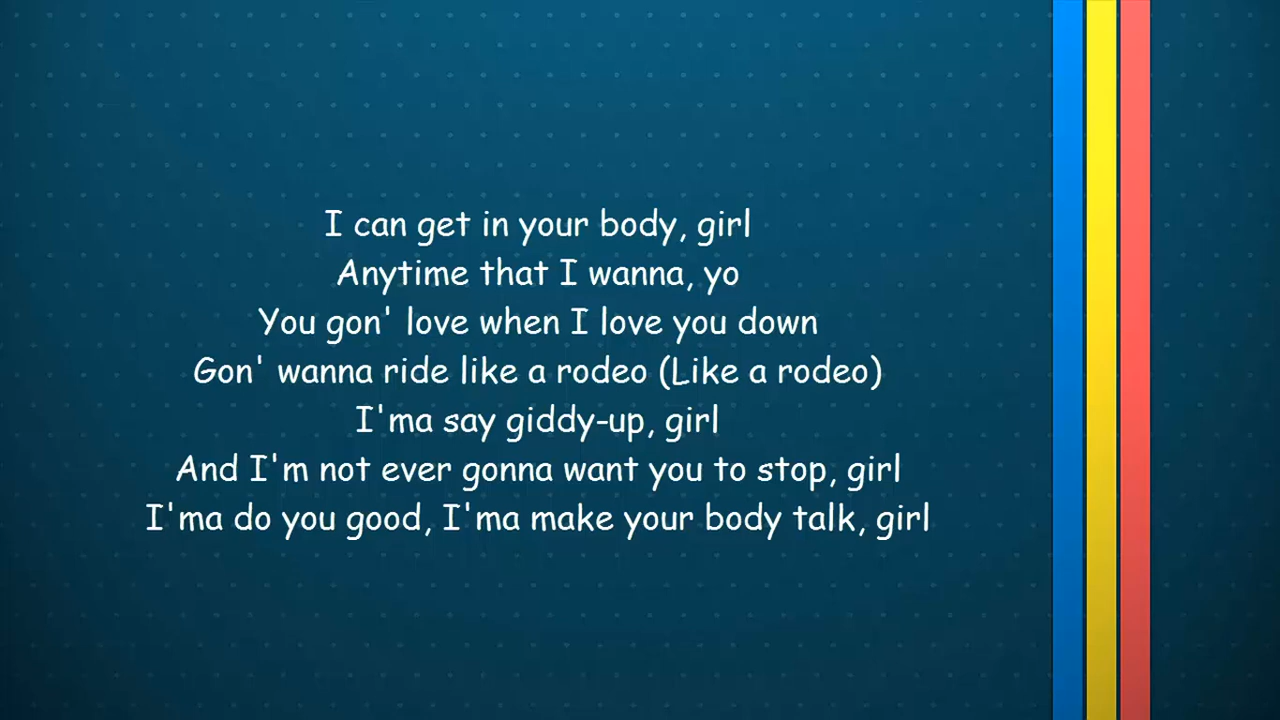 I can get in your body, girl
Anytime that I wanna, yo
You gon' love when I love you down
Gon' wanna ride like a rodeo (Like a rodeo)
I'ma say giddy-up, girl
And I'm not ever gonna want you to stop, girl
I'ma do you good, I'ma make your body talk, girl